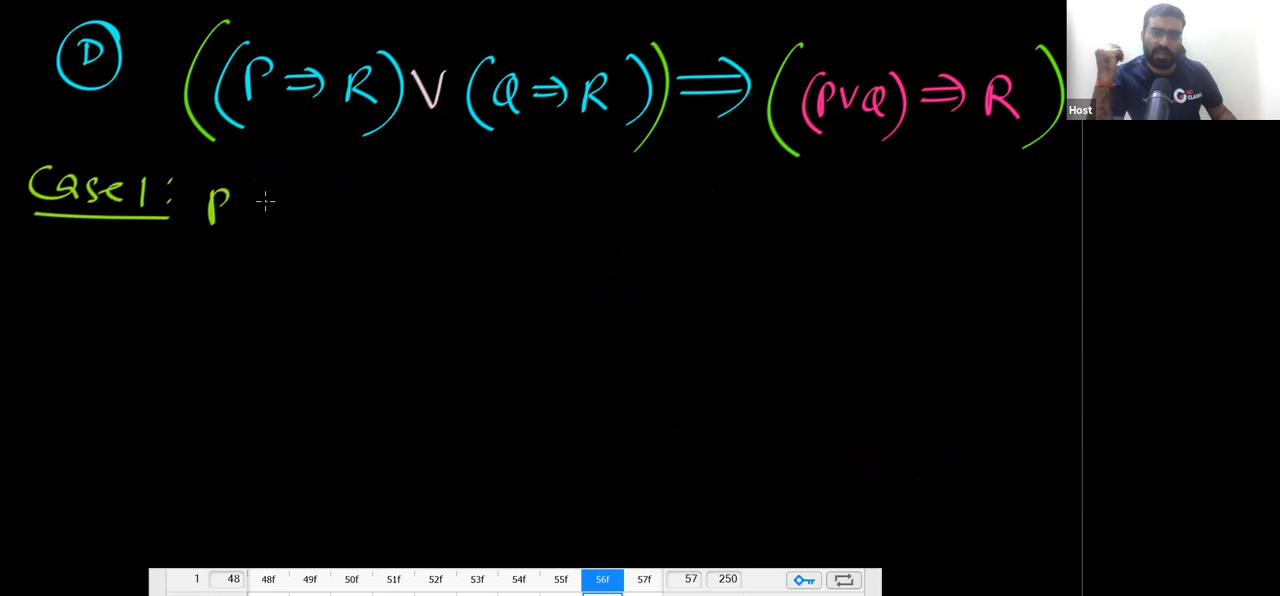 D ((P ⇒ R) ∨ (Q ⇒ R)) ⇒ ((P∨Q) ⇒ R)
Host
Case 1: P
1 48 48f 49f 50f 51f 52f 53f 54f 55f 56f 57f 57 250